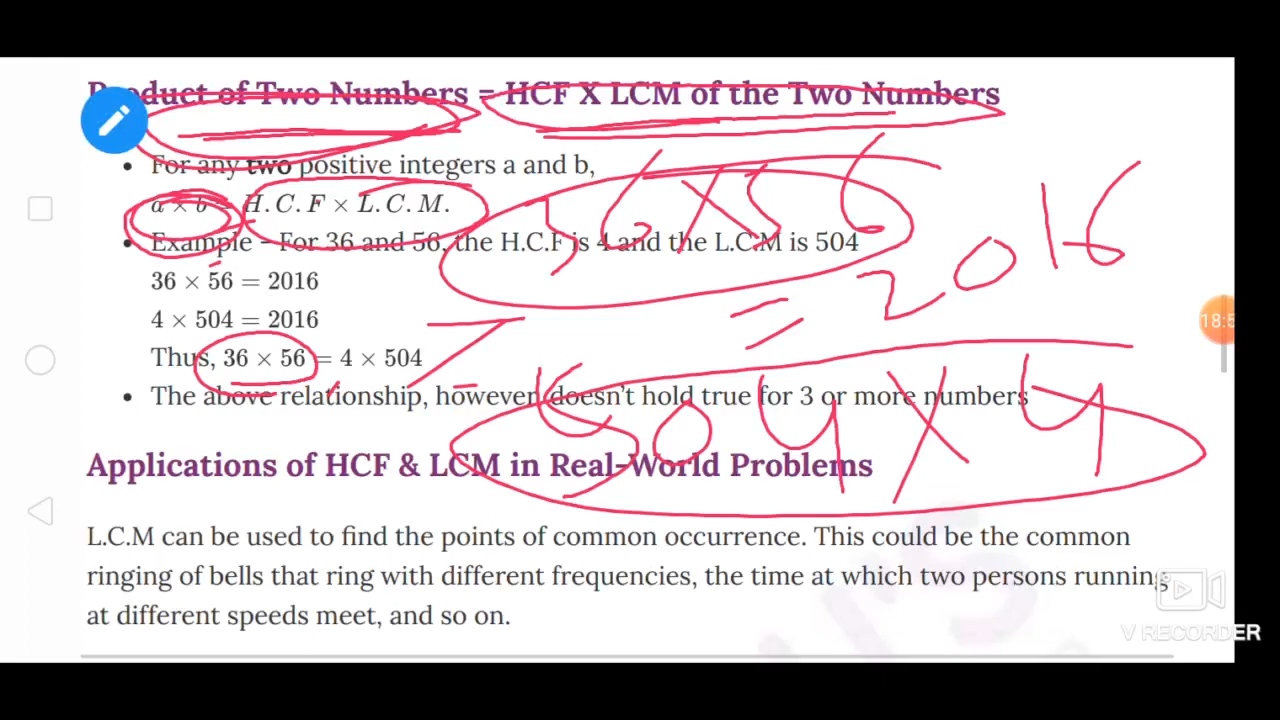 Product of Two Numbers = HCF X LCM of the Two Numbers
• For any two positive integers a and b,
a × b = H.C.F × L.C.M.
• Example – For 36 and 56, the H.C.F is 4 and the L.C.M is 504
36 × 56 = 2016
4 × 504 = 2016
Thus, 36 × 56 = 4 × 504
• The above relationship, however, doesn't hold true for 3 or more numbers
36×56
= 2016
504×4
18:5
Applications of HCF & LCM in Real-World Problems
L.C.M can be used to find the points of common occurrence. This could be the common
ringing of bells that ring with different frequencies, the time at which two persons running
at different speeds meet, and so on.
V RECORDER